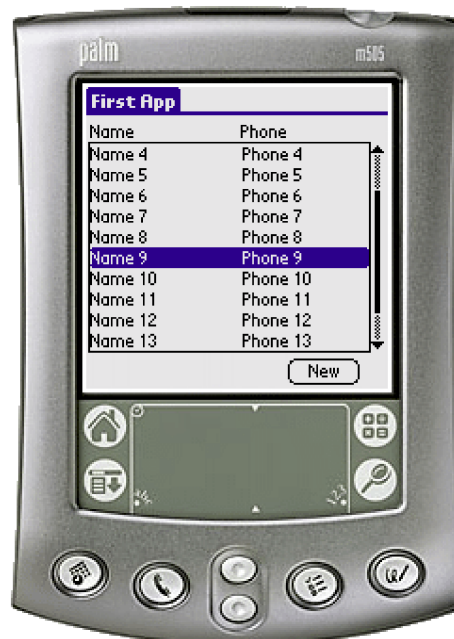 palm m505
First App
Name Phone
Name 4 Phone 4
Name 5 Phone 5
Name 6 Phone 6
Name 7 Phone 7
Name 8 Phone 8
Name 9 Phone 9
Name 10 Phone 10
Name 11 Phone 11
Name 12 Phone 12
Name 13 Phone 13
New
abc 123